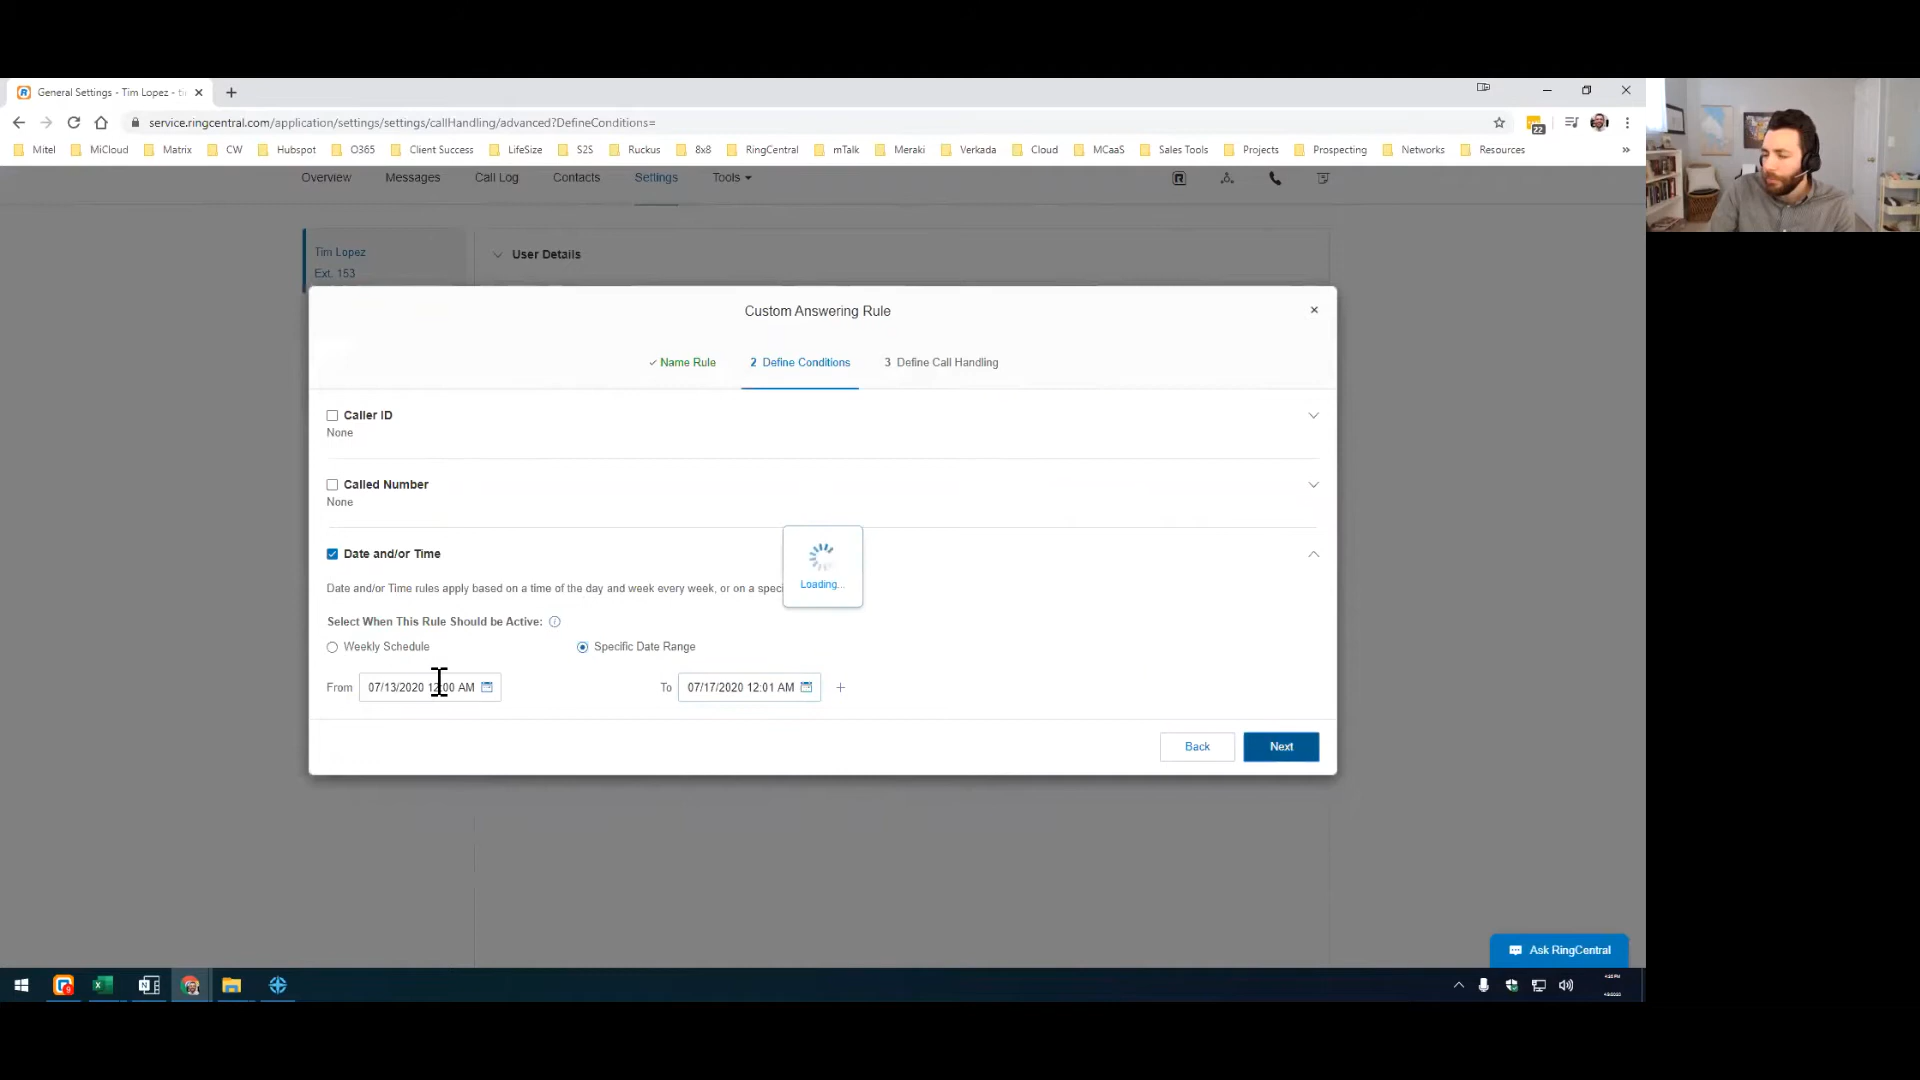 General Settings - Tim Lopez - ti
service.ringcentral.com/application/settings/settings/callHandling/advanced?DefineConditions=
22
Mitel MiCloud Matrix CW Hubspot O365 Client Success LifeSize S2S Ruckus 8x8 RingCentral mTalk Meraki Verkada Cloud MCaaS Sales Tools Projects Prospecting Networks Resources »
Overview Messages Call Log Contacts Settings Tools
Tim Lopez
Ext. 153
User Details
Custom Answering Rule
Name Rule 2 Define Conditions 3 Define Call Handling
Caller ID
None
Called Number
None
Date and/or Time
Loading...
Date and/or Time rules apply based on a time of the day and week every week, or on a speci
Select When This Rule Should be Active:
Weekly Schedule Specific Date Range
From 07/13/2020 12:00 AM To 07/17/2020 12:01 AM +
Back Next
Ask RingCentral